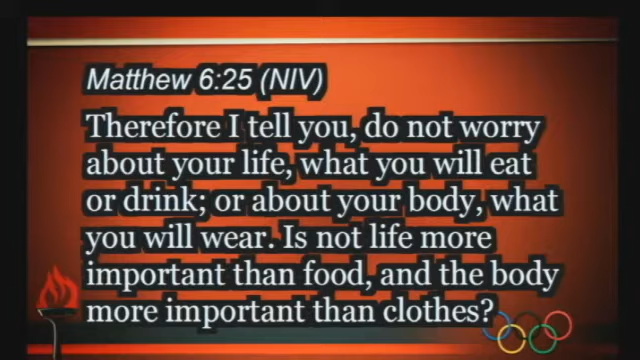 Matthew 6:25 (NIV)
Therefore I tell you, do not worry
about your life, what you will eat
or drink; or about your body, what
you will wear. Is not life more
important than food, and the body
more important than clothes?